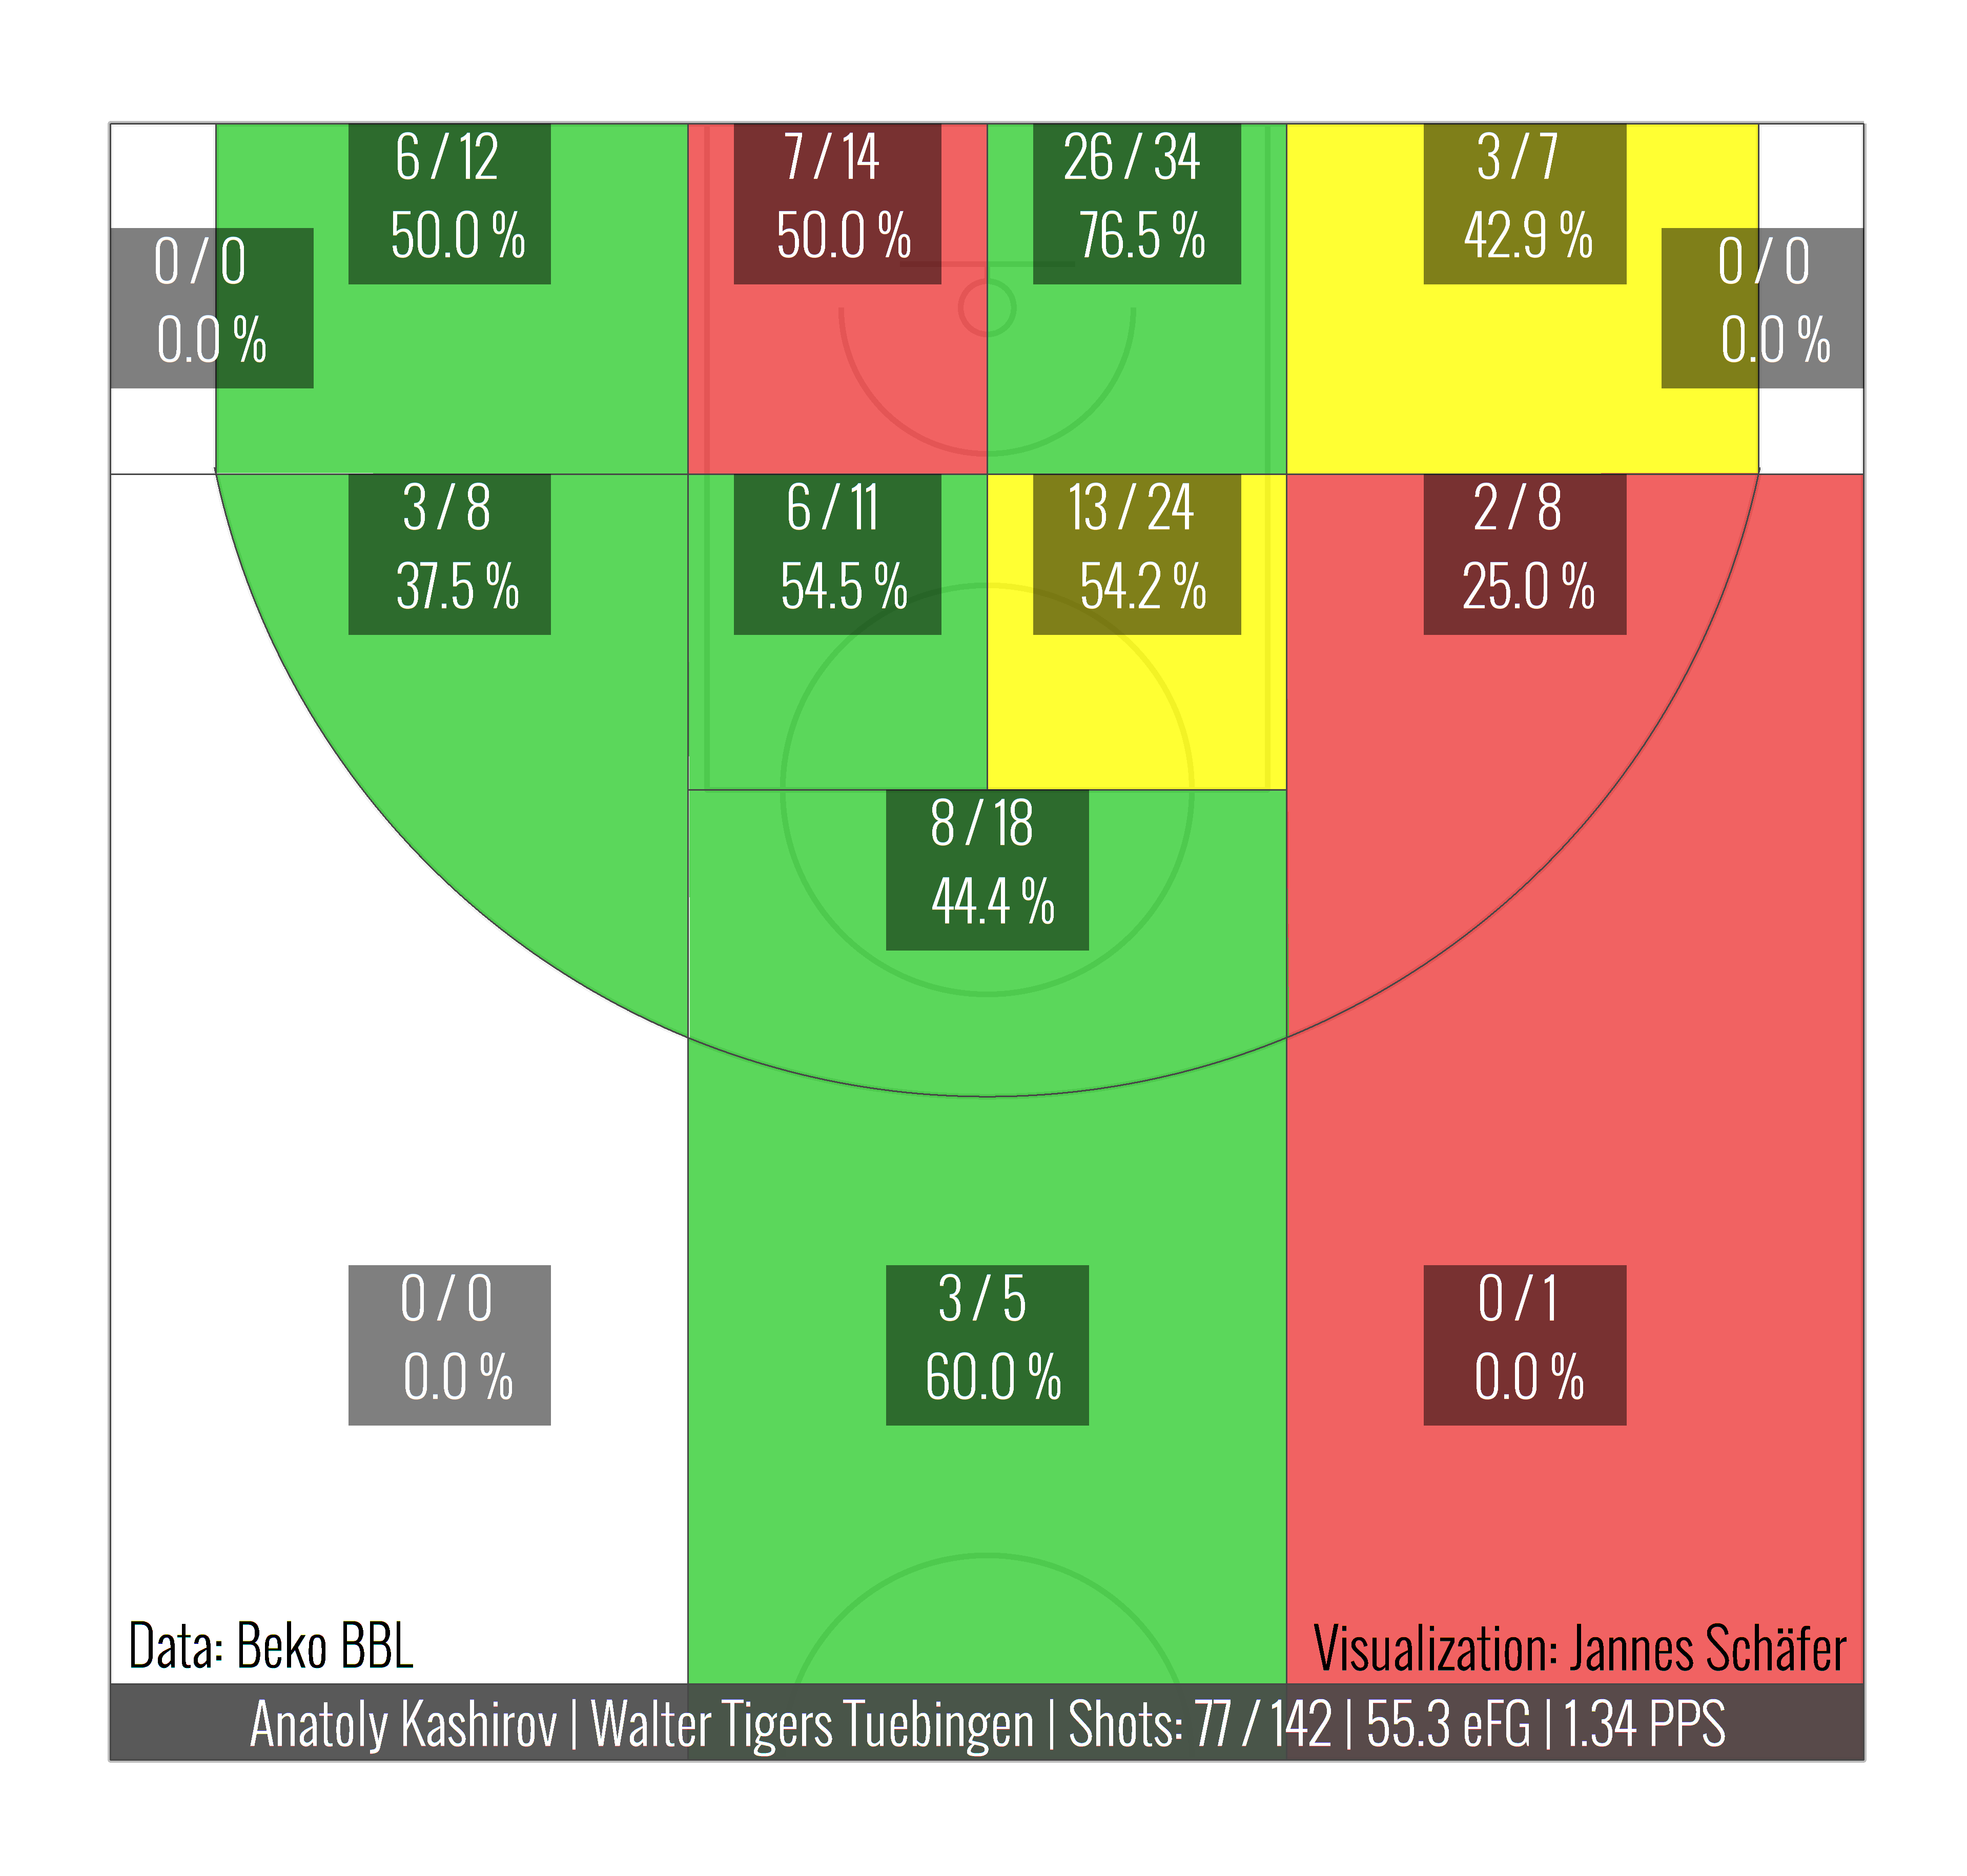 6 / 12
50.0 %
7 / 14
50.0 %
26 / 34
76.5 %
3 / 7
42.9 %
0 / 0
0.0 %
0 / 0
0.0 %
3 / 8
37.5 %
6 / 11
54.5 %
13 / 24
54.2 %
2 / 8
25.0 %
8 / 18
44.4 %
0 / 0
0.0 %
3 / 5
60.0 %
0 / 1
0.0 %
Data: Beko BBL
Visualization: Jannes Schäfer
Anatoly Kashirov | Walter Tigers Tuebingen | Shots: 77 / 142 | 55.3 eFG | 1.34 PPS